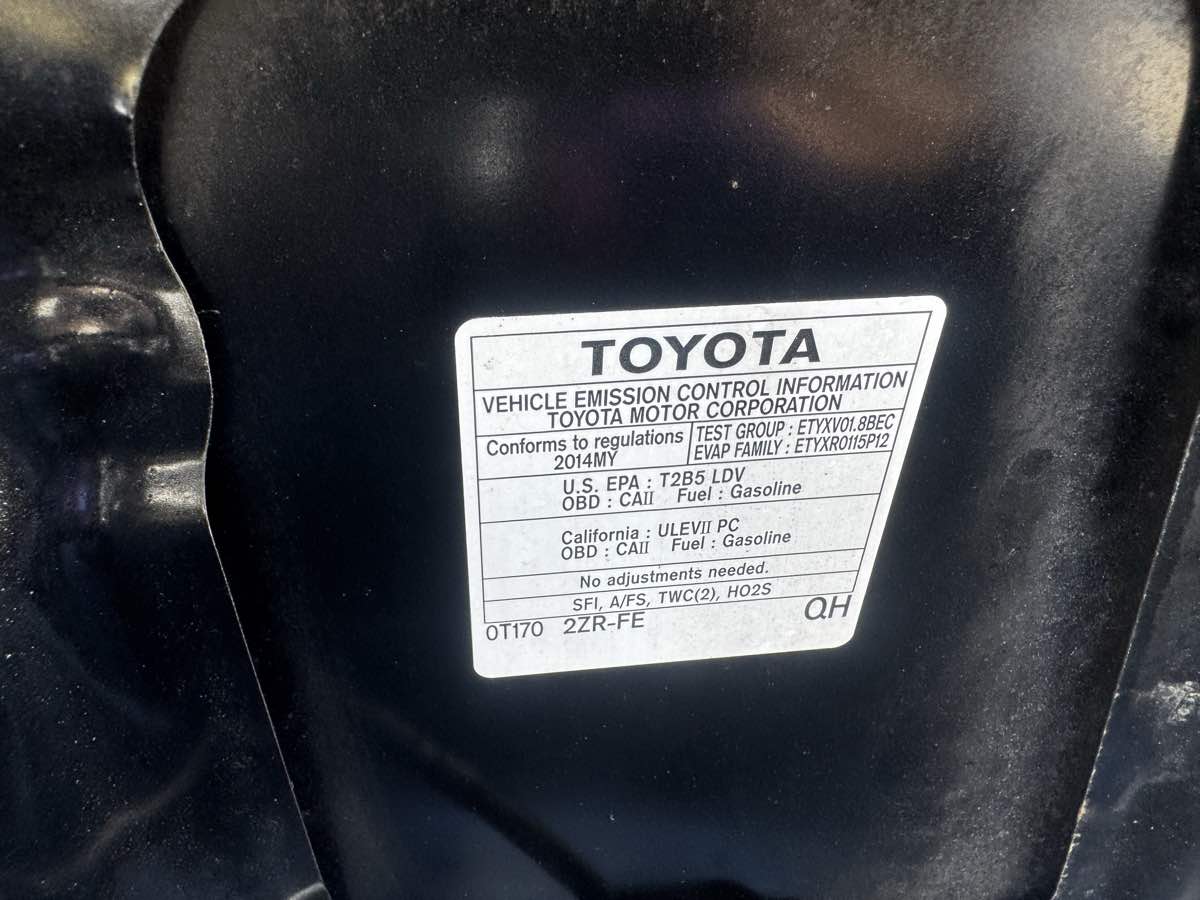 TOYOTA
VEHICLE EMISSION CONTROL INFORMATION
TOYOTA MOTOR CORPORATION
Conforms to regulations
2014MY
TEST GROUP : ETYXV01.8BEC
EVAP FAMILY : ETYXR0115P12
U.S. EPA : T2B5 LDV
OBD : CAII Fuel : Gasoline
California : ULEVII PC
OBD : CAII Fuel : Gasoline
No adjustments needed.
SFI, A/FS, TWC(2), HO2S
0T170 2ZR-FE QH